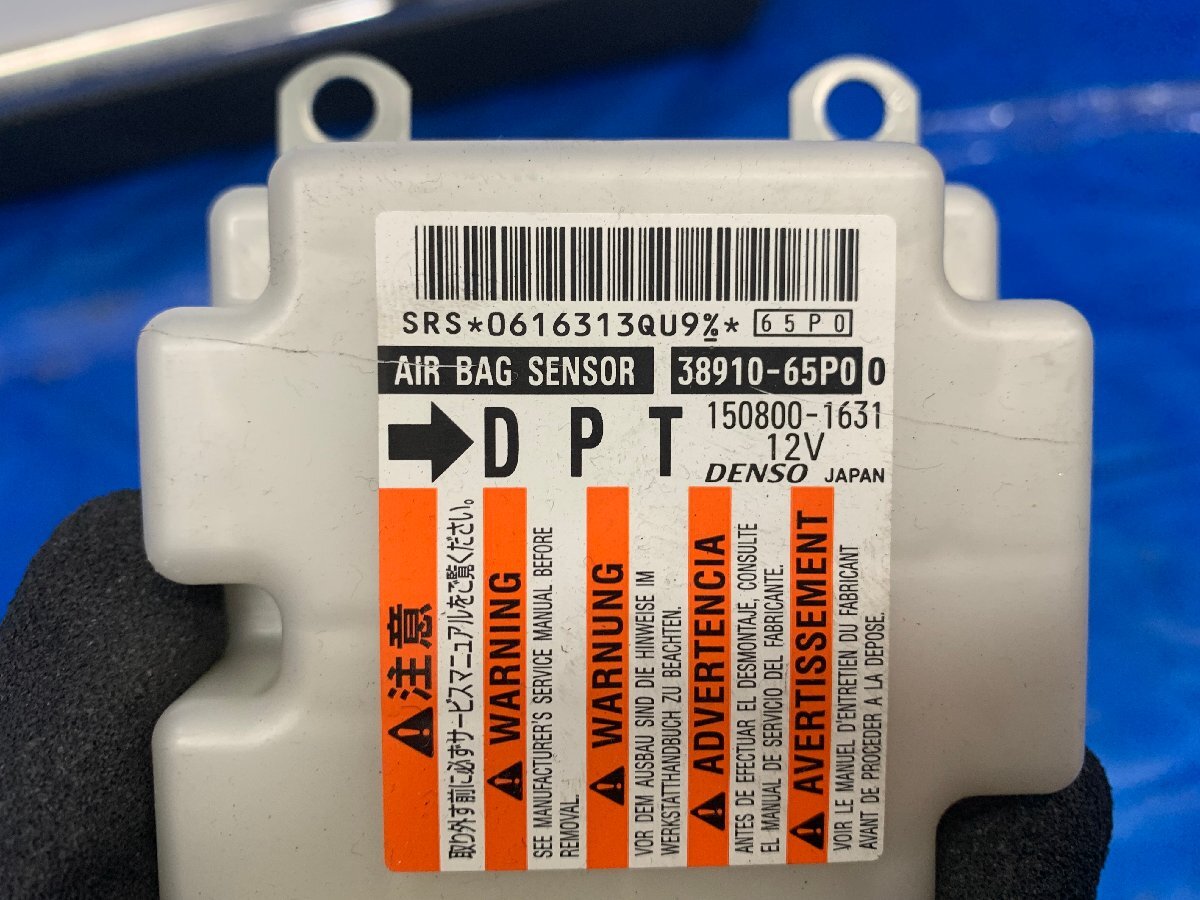 SRS*0616313QU9%* 65P0
AIR BAG SENSOR 38910-65P00
DPT 150800-1631
12V
DENSO JAPAN
注意
取り外す前に必ずサービスマニュアルをご覧ください。
WARNING
SEE MANUFACTURER'S SERVICE MANUAL BEFORE
REMOVAL.
WARNUNG
VOR DEM AUSBAU SIND DIE HINWEISE IM
WERKSTATTHANDBUCH ZU BEACHTEN.
ADVERTENCIA
ANTES DE EFECTUAR EL DESMONTAJE, CONSULTE
EL MANUAL DE SERVICIO DEL FABRICANTE.
AVERTISSEMENT
VOIR LE MANUEL D'ENTRETIEN DU FABRICANT
AVANT DE PROCEDER A LA DEPOSE.